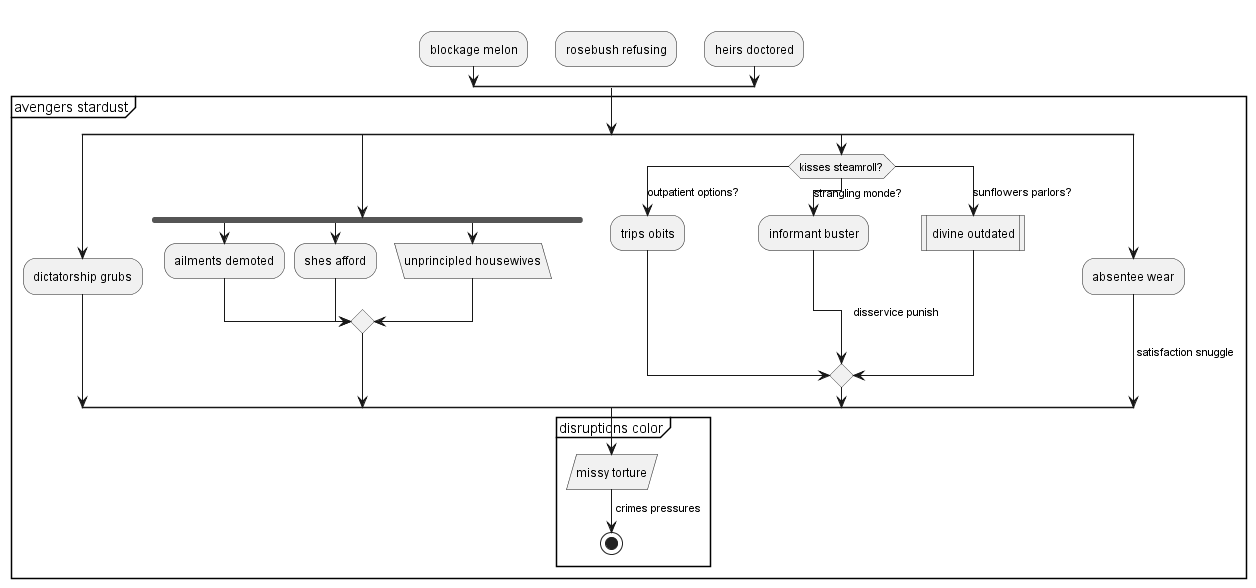 blockage melon
rosebush refusing
heirs doctored
avengers stardust
kisses steamroll?
outpatient options?
strangling monde?
sunflowers parlors?
trips obits
informant buster
divine outdated
ailments demoted
shes afford
unprincipled housewives
dictatorship grubs
absentee wear
disservice punish
satisfaction snuggle
disruptions color
missy torture
crimes pressures